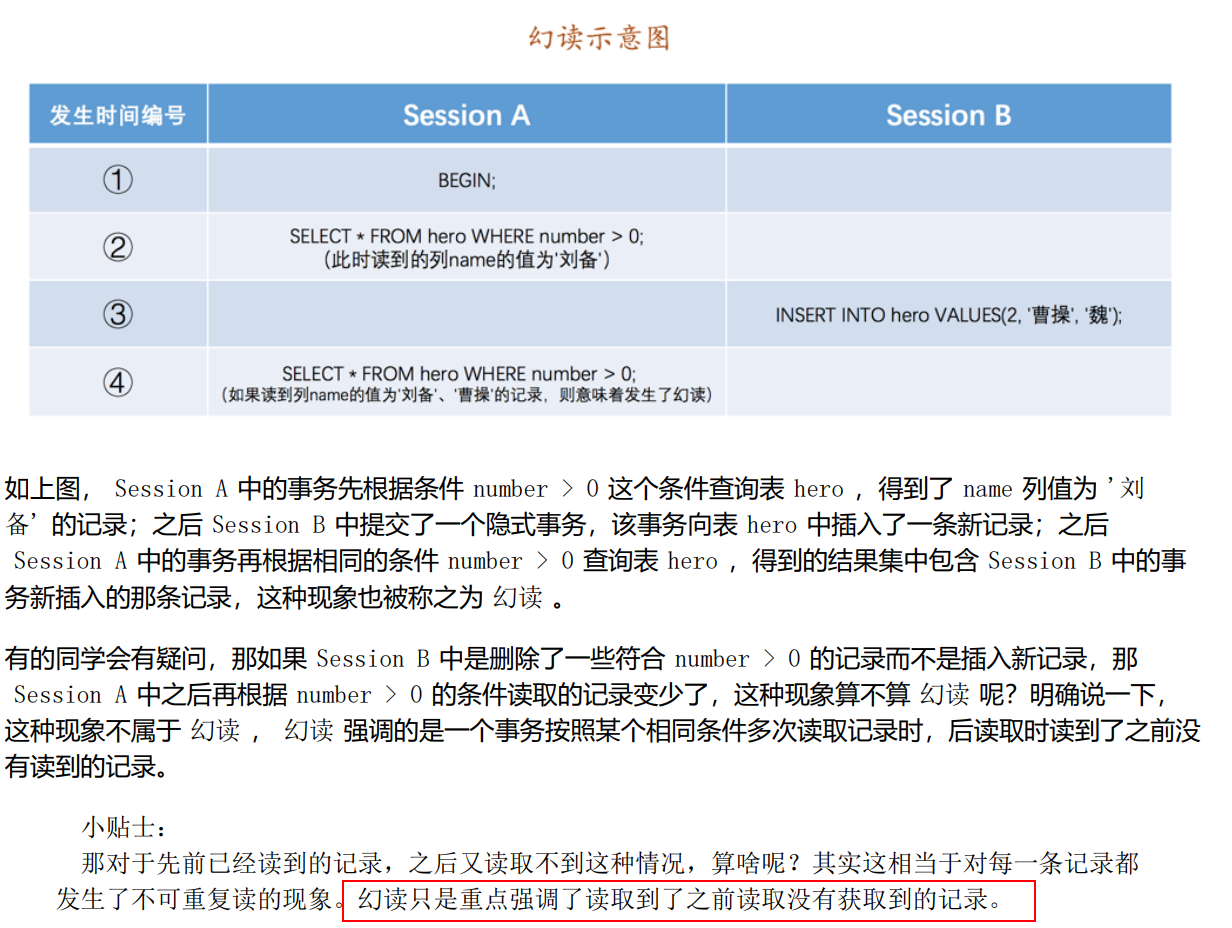 幻读示意图
发生时间编号 Session A Session B
① BEGIN;
② SELECT * FROM hero WHERE number > 0;
(此时读到的列name的值为'刘备')
③ INSERT INTO hero VALUES(2, '曹操', '魏');
④ SELECT * FROM hero WHERE number > 0;
(如果读到列name的值为'刘备'、'曹操'的记录，则意味着发生了幻读)
如上图， Session A 中的事务先根据条件 number > 0 这个条件查询表 hero ，得到了 name 列值为 '刘
备' 的记录；之后 Session B 中提交了一个隐式事务，该事务向表 hero 中插入了一条新记录；之后
Session A 中的事务再根据相同的条件 number > 0 查询表 hero ，得到的结果集中包含 Session B 中的事
务新插入的那条记录，这种现象也被称之为 幻读 。
有的同学会有疑问，那如果 Session B 中是删除了一些符合 number > 0 的记录而不是插入新记录，那
Session A 中之后再根据 number > 0 的条件读取的记录变少了，这种现象算不算 幻读 呢？明确说一下，
这种现象不属于 幻读 ， 幻读 强调的是一个事务按照某个相同条件多次读取记录时，后读取时读到了之前没
有读到的记录。
小贴士：
那对于先前已经读到的记录，之后又读取不到这种情况，算啥呢？其实这相当于对每一条记录都
发生了不可重复读的现象。幻读只是重点强调了读取到了之前读取没有获取到的记录。